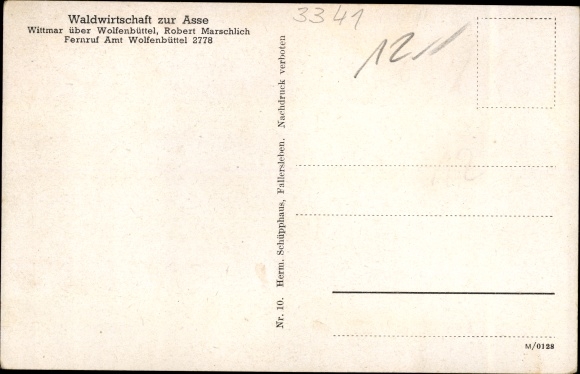 Waldwirtschaft zur Asse
Wittmar über Wolfenbüttel, Robert Marschlich
Fernruf Amt Wolfenbüttel 2778
3341
12
Nr. 10. Herm. Schüpphaus, Fallersleben. Nachdruck verboten
M/0128